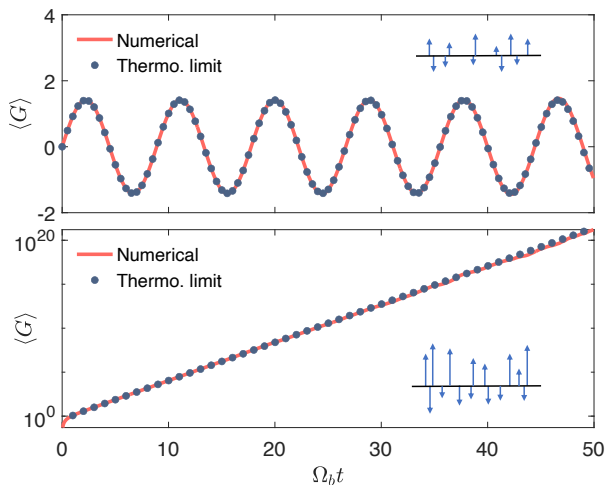 4
Numerical
Thermo. limit
2
⟨G⟩
0
-2
10^20
Numerical
Thermo. limit
⟨G⟩
10^0
0 10 20 30 40 50
Ω_b t